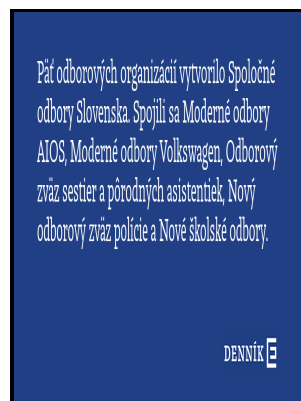 Päť odborových organizácií vytvorilo Spoločné
odbory Slovenska. Spojili sa Moderné odbory
AIOS, Moderné odbory Volkswagen, Odborový
zväz sestier a pôrodných asistentiek, Nový
odborový zväz polície a Nové školské odbory.
DENNÍK E